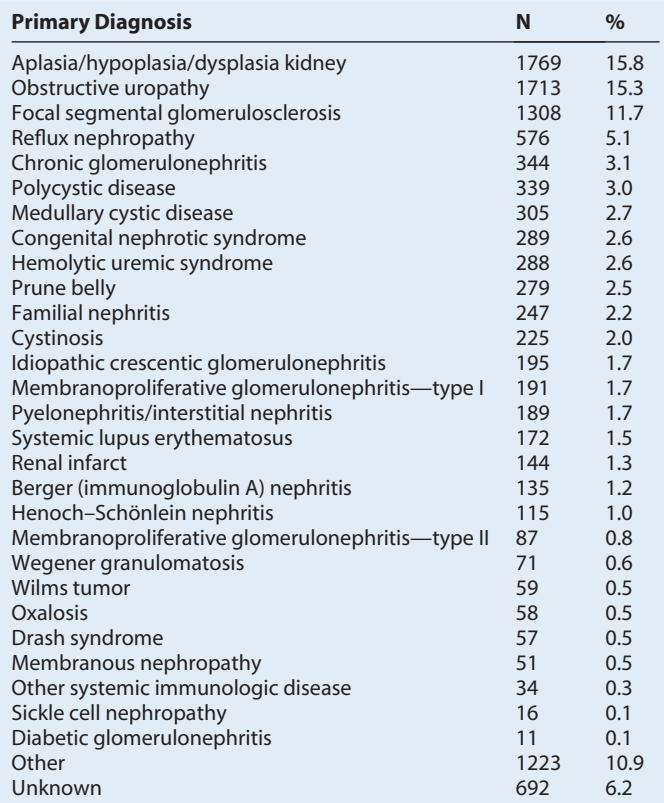 Primary Diagnosis N %
Aplasia/hypoplasia/dysplasia kidney 1769 15.8
Obstructive uropathy 1713 15.3
Focal segmental glomerulosclerosis 1308 11.7
Reflux nephropathy 576 5.1
Chronic glomerulonephritis 344 3.1
Polycystic disease 339 3.0
Medullary cystic disease 305 2.7
Congenital nephrotic syndrome 289 2.6
Hemolytic uremic syndrome 288 2.6
Prune belly 279 2.5
Familial nephritis 247 2.2
Cystinosis 225 2.0
Idiopathic crescentic glomerulonephritis 195 1.7
Membranoproliferative glomerulonephritis—type I 191 1.7
Pyelonephritis/interstitial nephritis 189 1.7
Systemic lupus erythematosus 172 1.5
Renal infarct 144 1.3
Berger (immunoglobulin A) nephritis 135 1.2
Henoch–Schönlein nephritis 115 1.0
Membranoproliferative glomerulonephritis—type II 87 0.8
Wegener granulomatosis 71 0.6
Wilms tumor 59 0.5
Oxalosis 58 0.5
Drash syndrome 57 0.5
Membranous nephropathy 51 0.5
Other systemic immunologic disease 34 0.3
Sickle cell nephropathy 16 0.1
Diabetic glomerulonephritis 11 0.1
Other 1223 10.9
Unknown 692 6.2